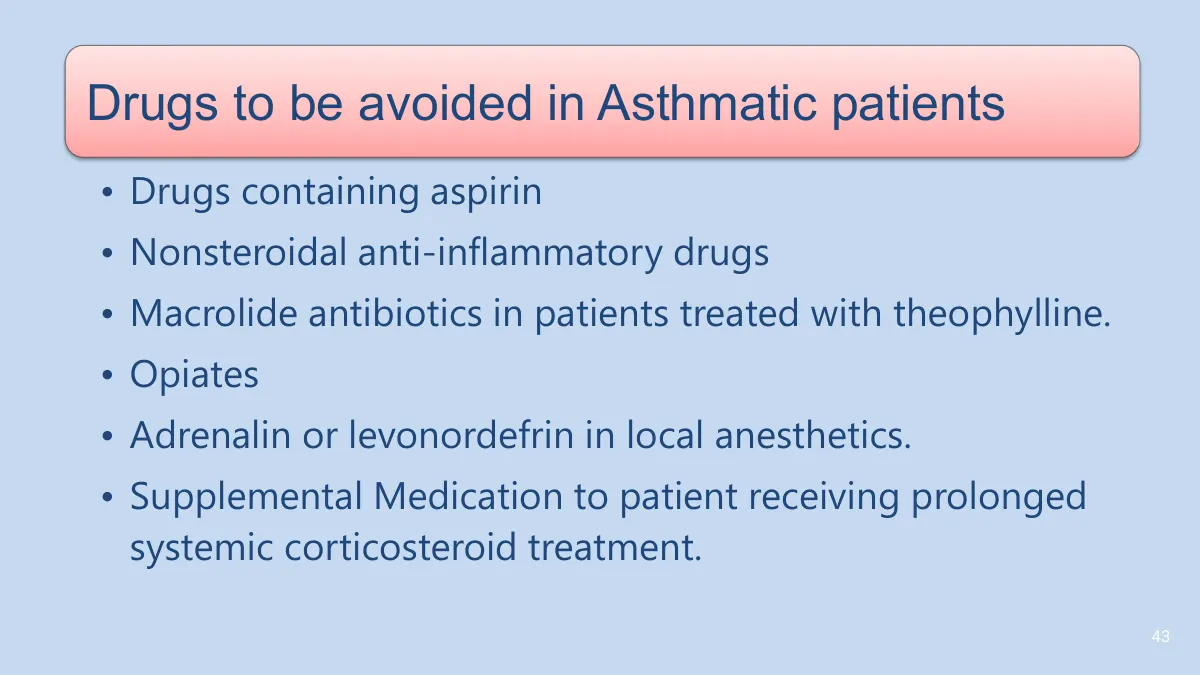 Drugs to be avoided in Asthmatic patients
• Drugs containing aspirin
• Nonsteroidal anti-inflammatory drugs
• Macrolide antibiotics in patients treated with theophylline.
• Opiates
• Adrenalin or levonordefrin in local anesthetics.
• Supplemental Medication to patient receiving prolonged
systemic corticosteroid treatment.
43